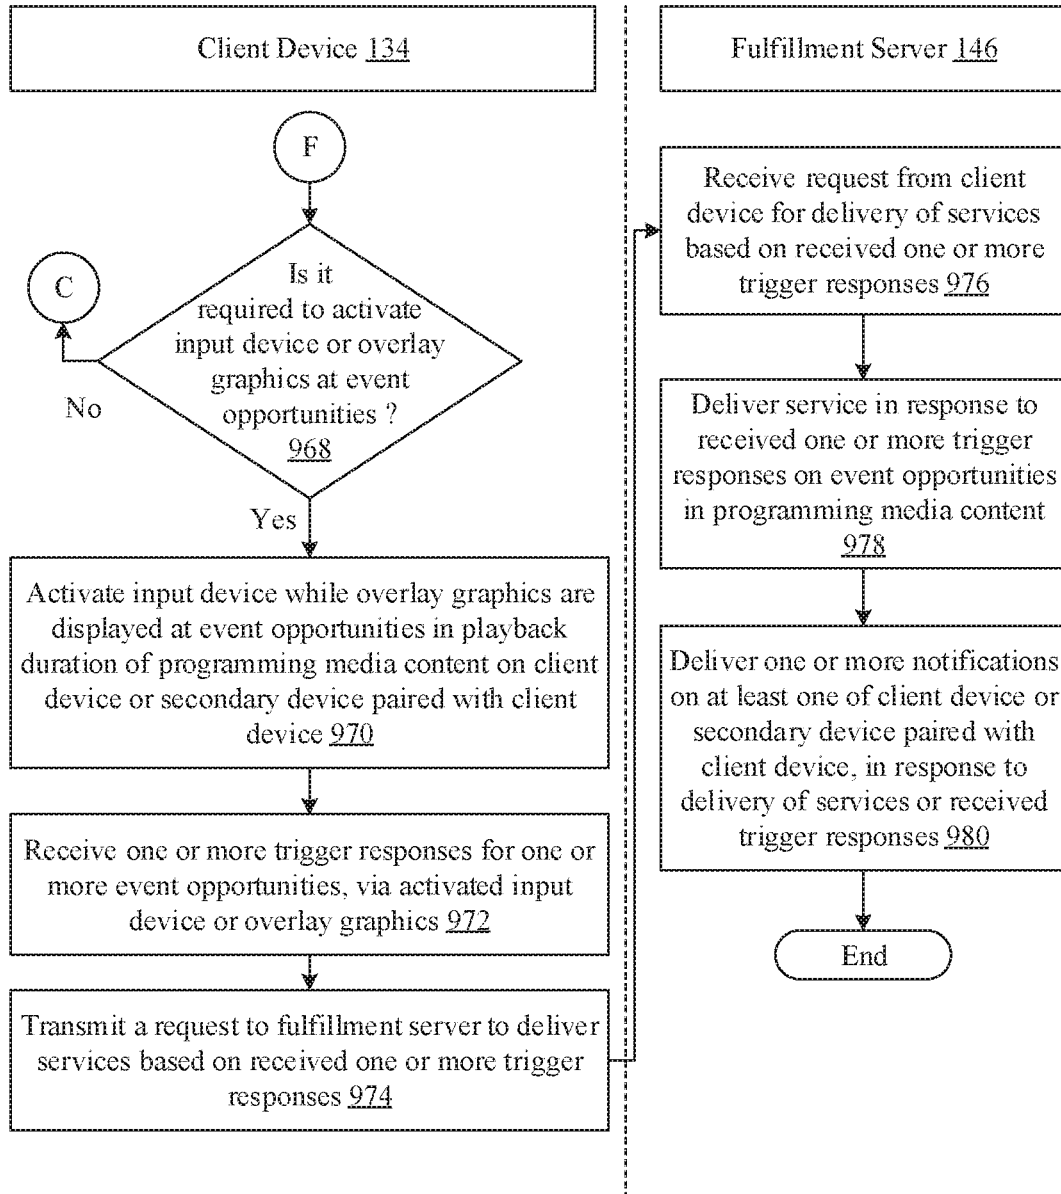 Client Device 134
F
C
Is it
required to activate
input device or overlay
graphics at event
opportunities ?
968
No
Yes
Activate input device while overlay graphics are
displayed at event opportunities in playback
duration of programming media content on client
device or secondary device paired with client
device 970
Receive one or more trigger responses for one or
more event opportunities, via activated input
device or overlay graphics 972
Transmit a request to fulfillment server to deliver
services based on received one or more trigger
responses 974
Fulfillment Server 146
Receive request from client
device for delivery of services
based on received one or more
trigger responses 976
Deliver service in response to
received one or more trigger
responses on event opportunities
in programming media content
978
Deliver one or more notifications
on at least one of client device or
secondary device paired with
client device, in response to
delivery of services or received
trigger responses 980
End